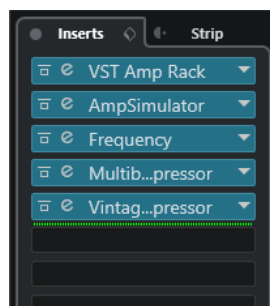 Inserts Strip
VST Amp Rack
AmpSimulator
Frequency
Multib...pressor
Vintag...pressor